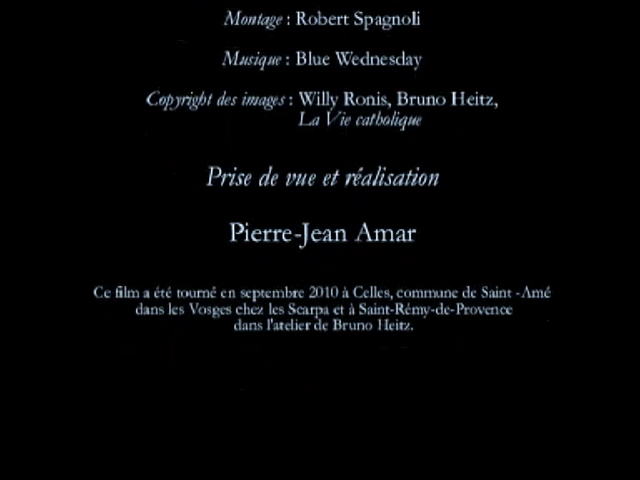 Montage : Robert Spagnoli
Musique : Blue Wednesday
Copyright des images : Willy Ronis, Bruno Heitz,
La Vie catholique
Prise de vue et réalisation
Pierre-Jean Amar
Ce film a été tourné en septembre 2010 à Celles, commune de Saint -Amé
dans les Vosges chez les Scarpa et à Saint-Rémy-de-Provence
dans l'atelier de Bruno Heitz.